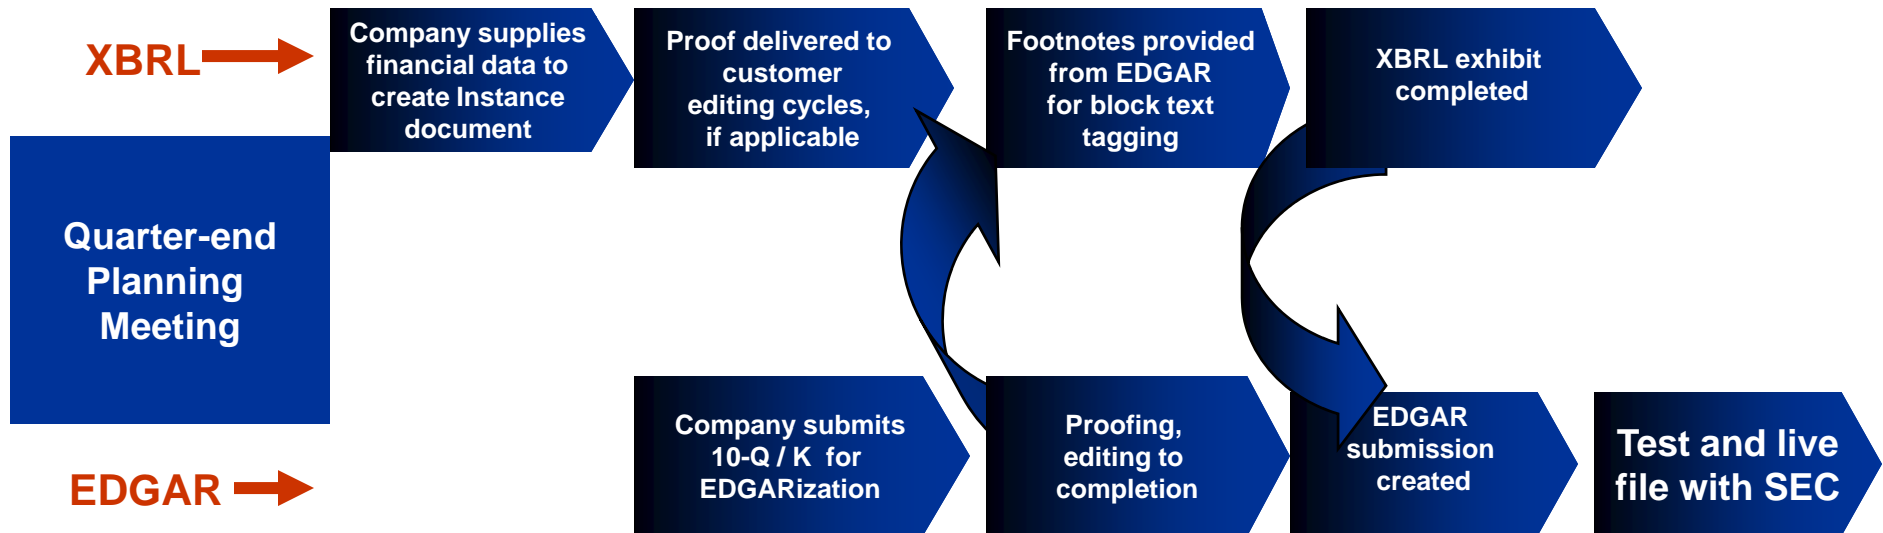 XBRL
Company supplies
financial data to
create Instance
document
Proof delivered to
customer
editing cycles,
if applicable
Footnotes provided
from EDGAR
for block text
tagging
XBRL exhibit
completed
Quarter-end
Planning
Meeting
EDGAR
Company submits
10-Q / K for
EDGARization
Proofing,
editing to
completion
EDGAR
submission
created
Test and live
file with SEC